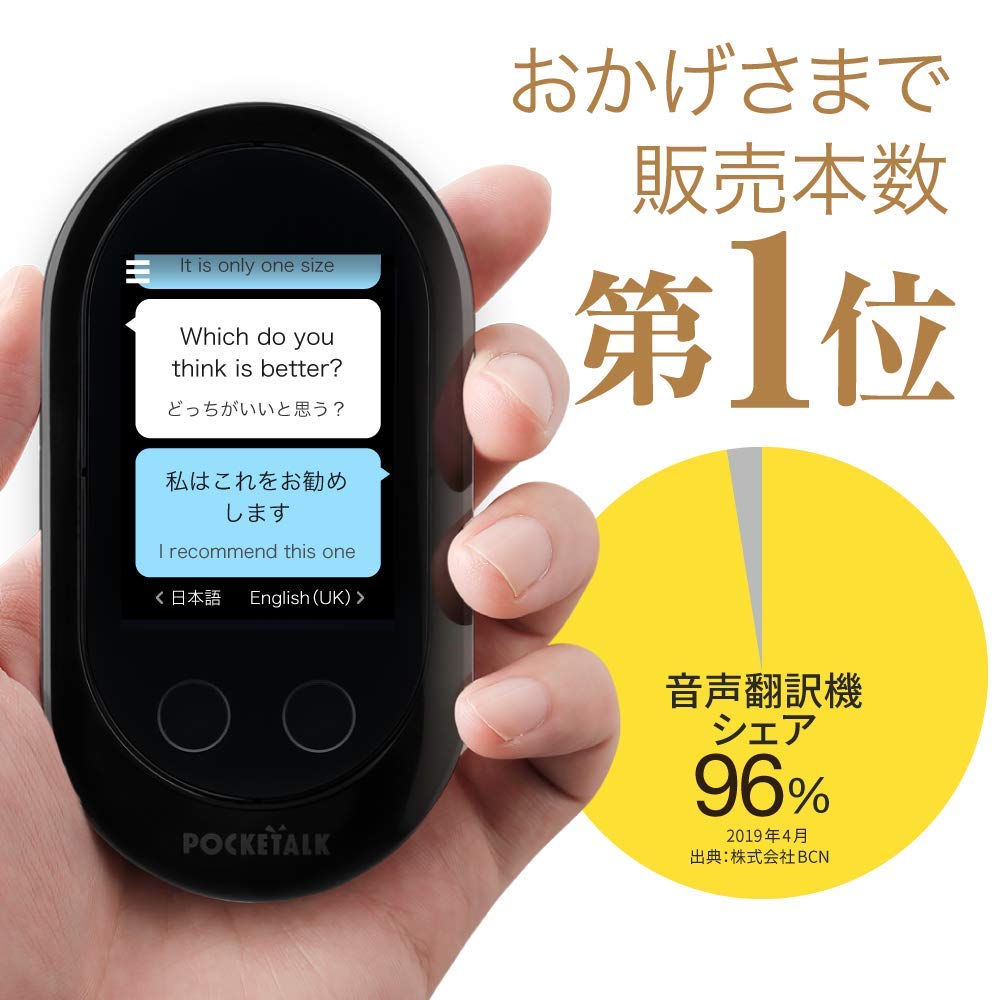 おかげさまで
販売本数
第1位
It is only one size
Which do you
think is better?
どっちがいいと思う？
私はこれをお勧め
します
I recommend this one
< 日本語 English(UK) >
POCKETALK
音声翻訳機
シェア
96%
2019年4月
出典：株式会社BCN